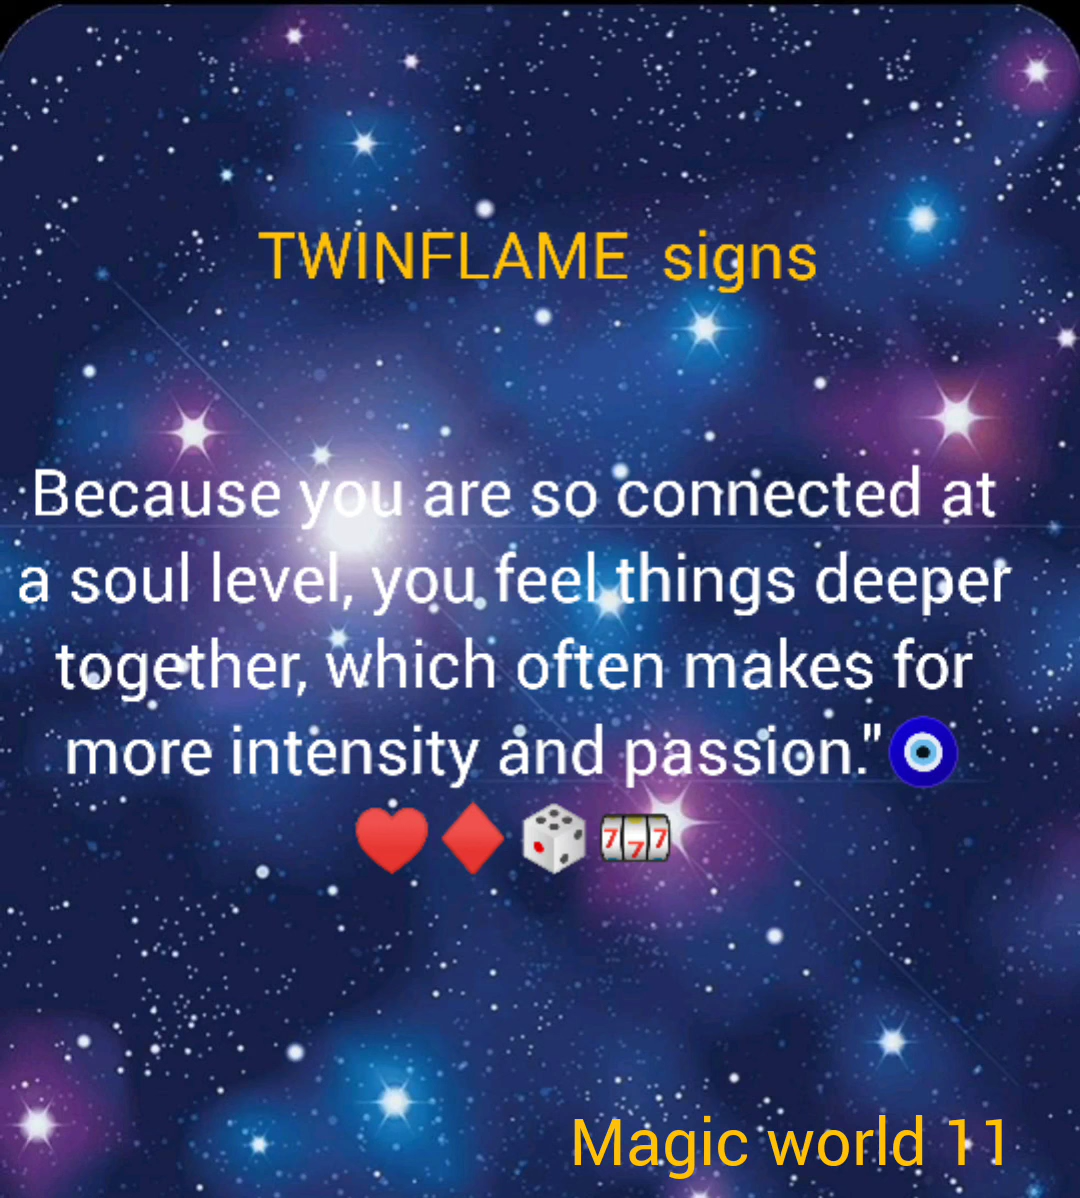 TWINFLAME  signs
Because you are so connected at
a soul level, you feel things deeper
together, which often makes for
more intensity and passion."🧿
♥️♦️🎲🎰
Magic world 11